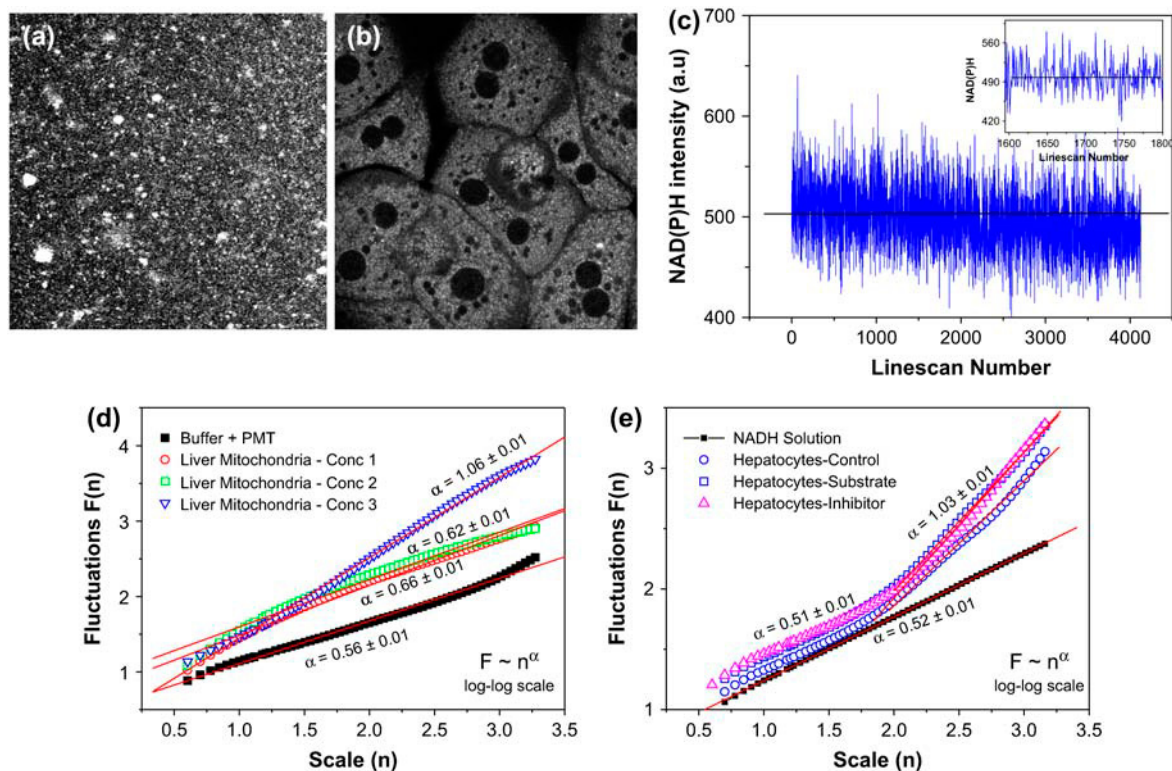 (a)
(b)
(c)
700
600
500
400
NAD(P)H intensity (a.u)
0 1000 2000 3000 4000
Linescan Number
560
490
420
NAD(P)H
1600 1650 1700 1750 1800
Linescan Number
(d)
4
3
2
1
Fluctuations F(n)
Buffer + PMT
Liver Mitochondria - Conc 1
Liver Mitochondria - Conc 2
Liver Mitochondria - Conc 3
α = 1.06 ± 0.01
α = 0.62 ± 0.01
α = 0.66 ± 0.01
α = 0.56 ± 0.01
F ~ n^α
log-log scale
0.5 1.0 1.5 2.0 2.5 3.0 3.5
Scale (n)
(e)
3
2
1
Fluctuations F(n)
NADH Solution
Hepatocytes-Control
Hepatocytes-Substrate
Hepatocytes-Inhibitor
α = 1.03 ± 0.01
α = 0.51 ± 0.01
α = 0.52 ± 0.01
F ~ n^α
log-log scale
0.5 1.0 1.5 2.0 2.5 3.0 3.5
Scale (n)